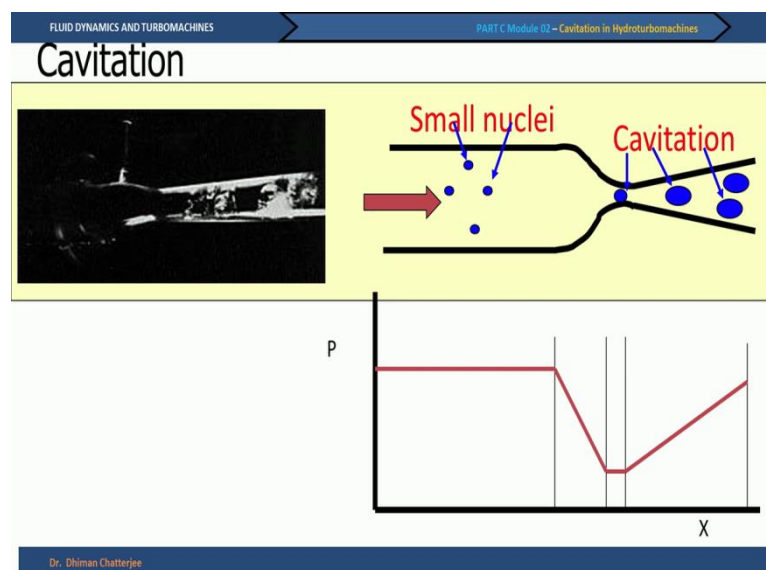 FLUID DYNAMICS AND TURBOMACHINES
PART C Module 02 – Cavitation in Hydroturbomachines
Cavitation
Small nuclei
Cavitation
P
X
Dr. Dhiman Chatterjee